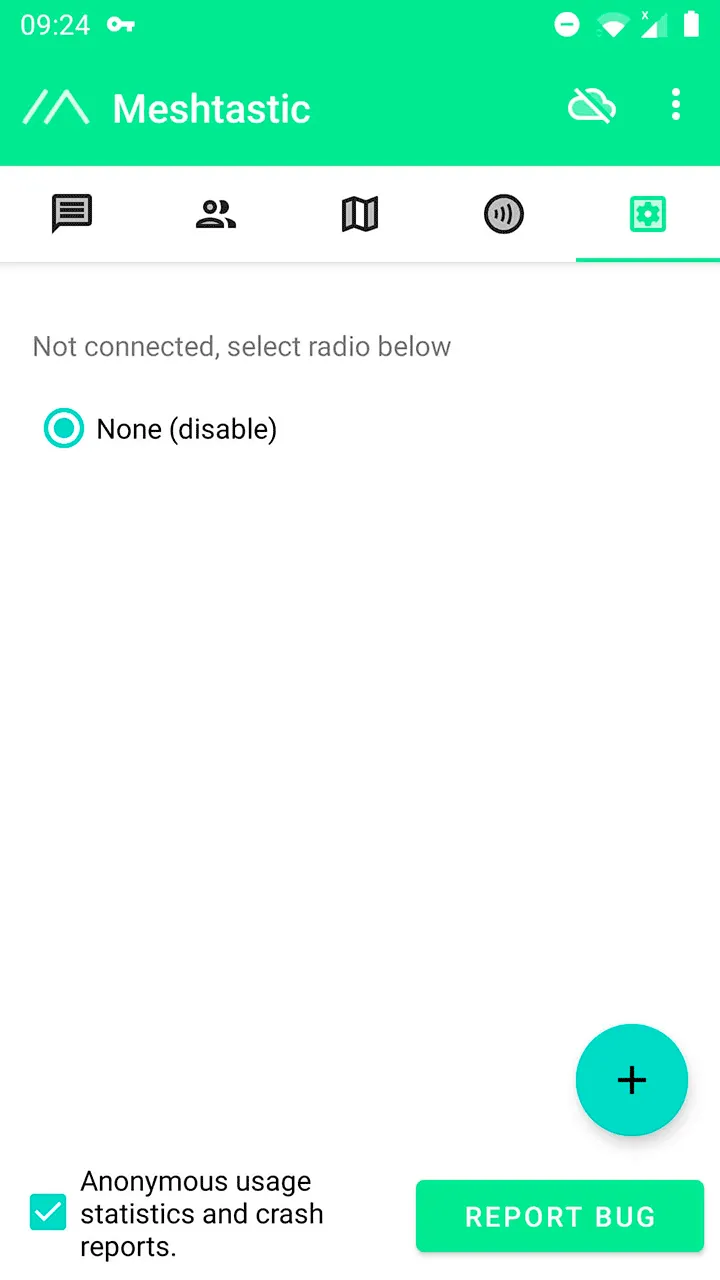 09:24
Meshtastic
Not connected, select radio below
None (disable)
+
Anonymous usage
statistics and crash
reports.
REPORT BUG